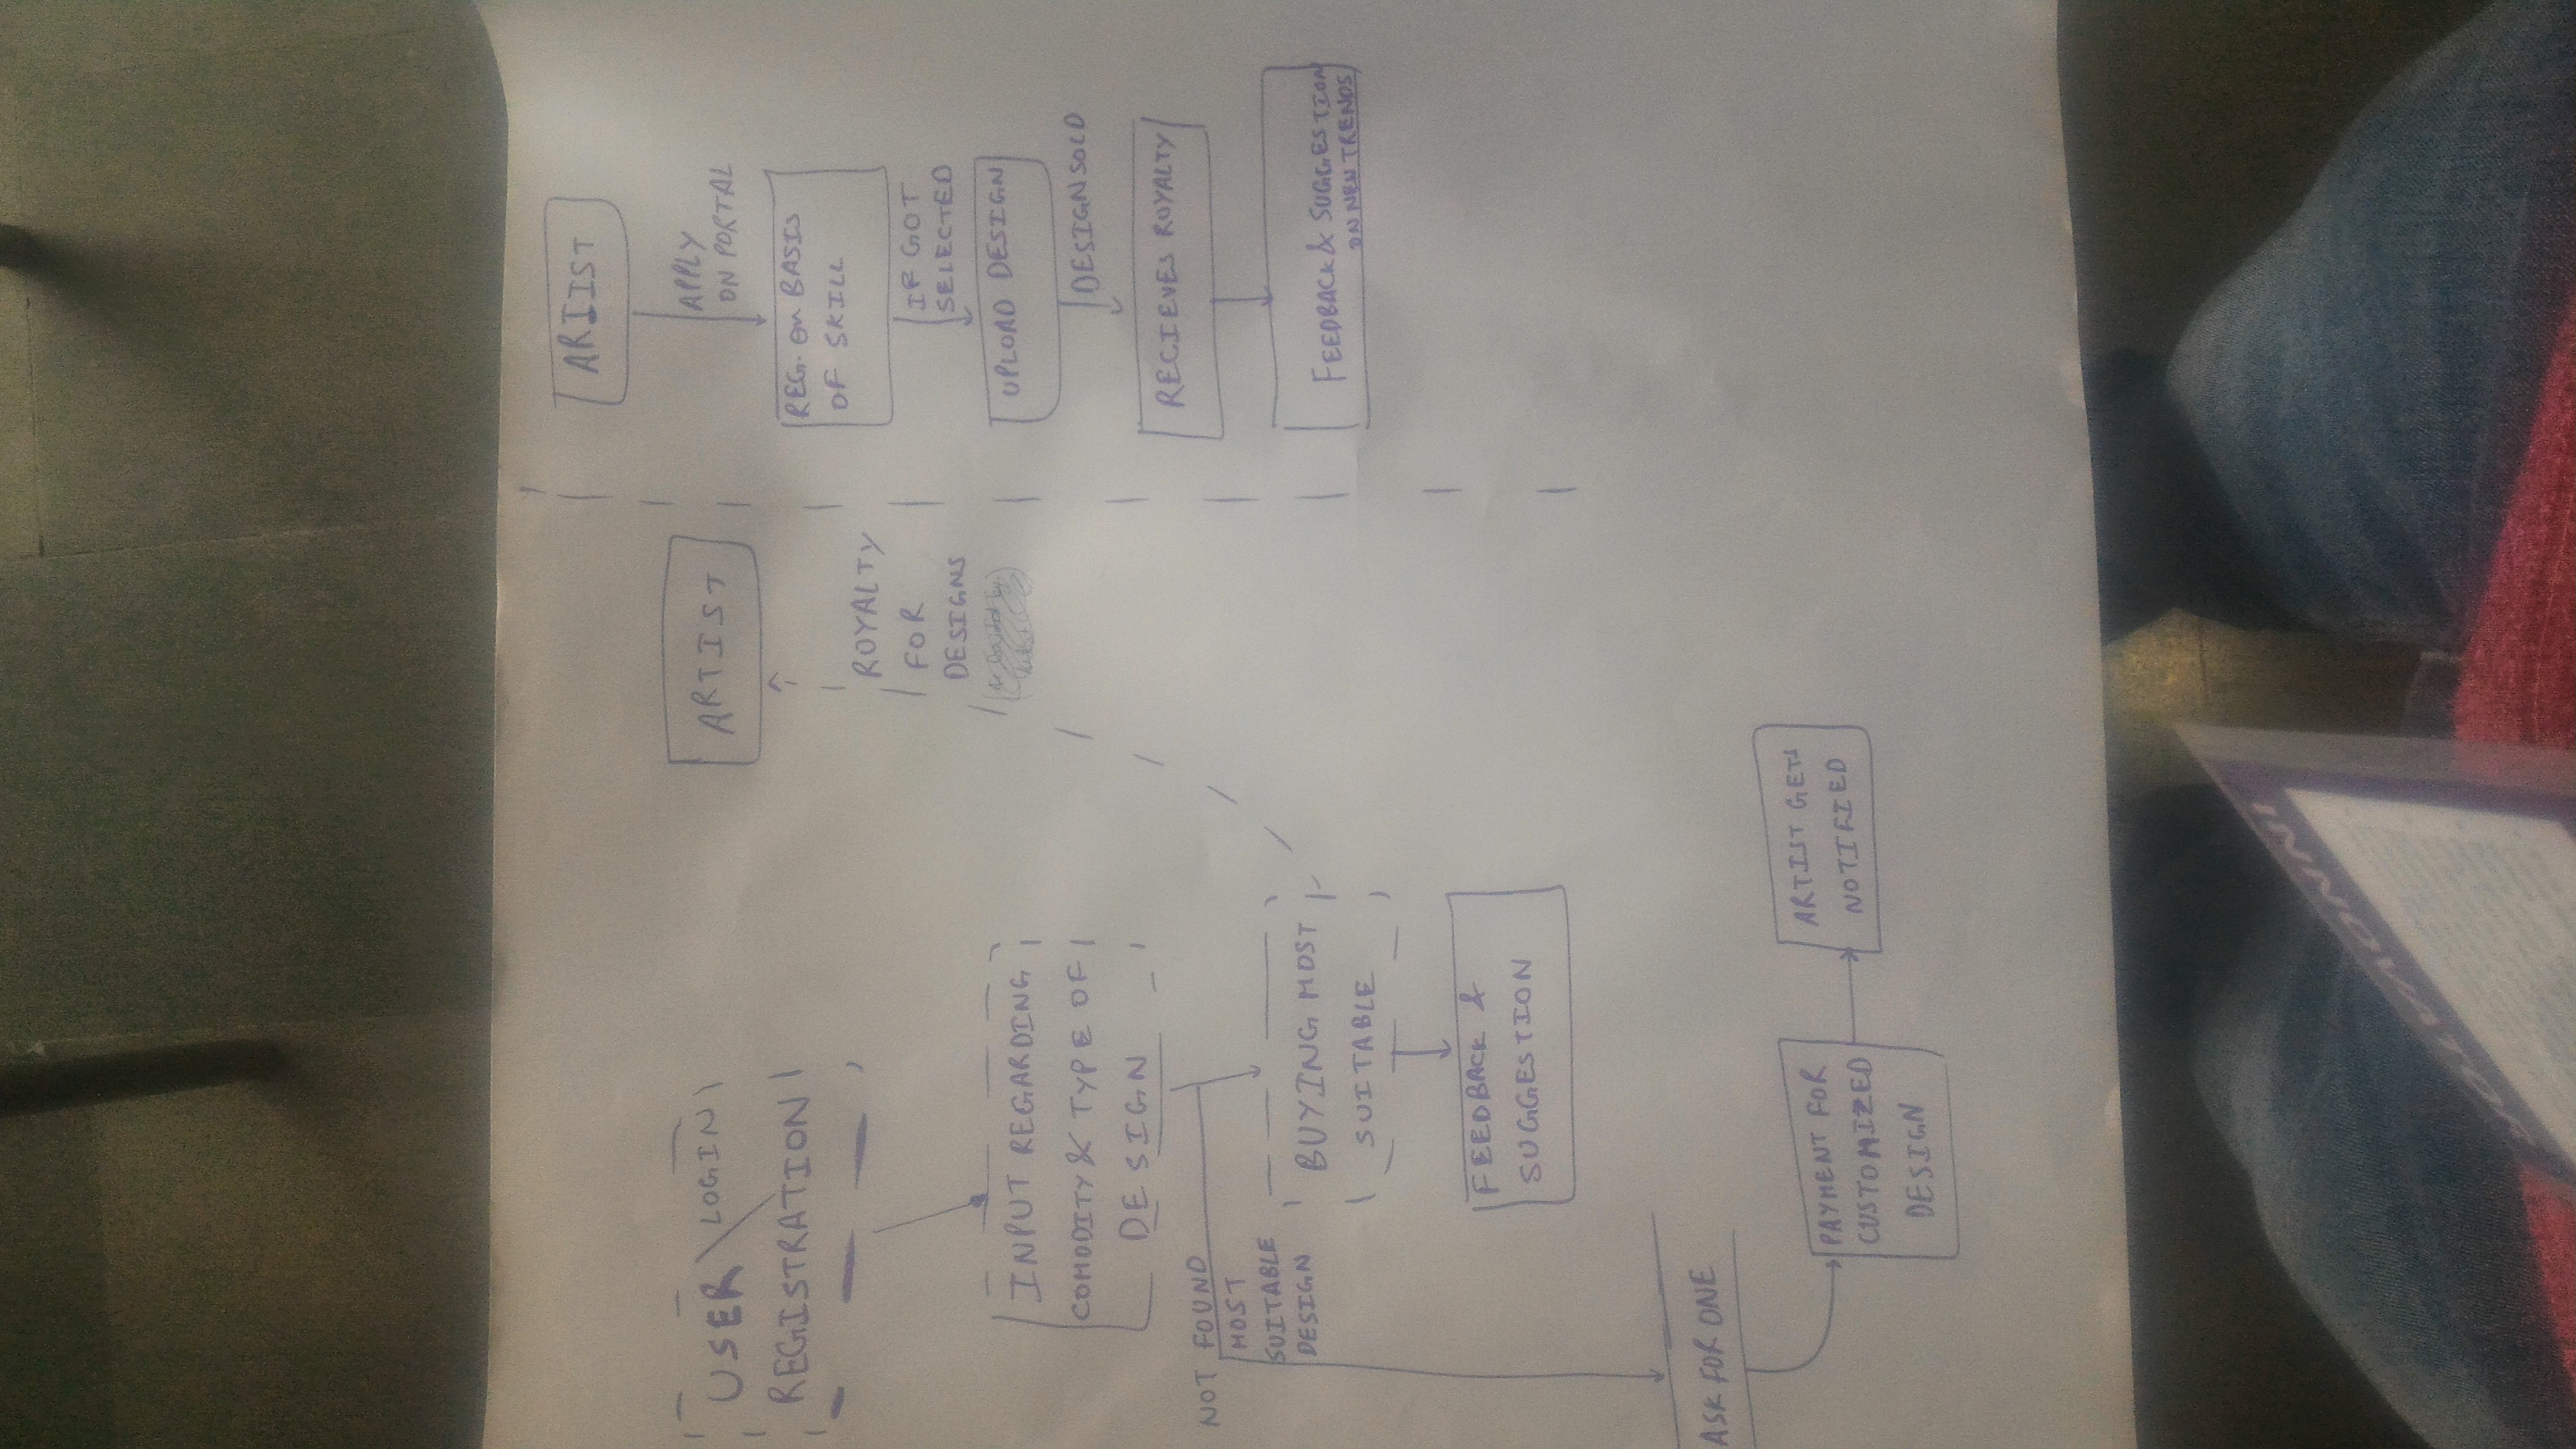 USER / LOGIN
REGISTRATION
INPUT REGARDING
COMMODITY & TYPE OF
DESIGN
NOT FOUND
MOST
SUITABLE
DESIGN
BUYING MOST
SUITABLE
FEEDBACK &
SUGGESTION
ASK FOR ONE
PAYMENT FOR
CUSTOMIZED
DESIGN
ARTIST GETS
NOTIFIED
ARTIST
ROYALTY
FOR
DESIGNS
ARTIST
APPLY
ON PORTAL
REG. ON BASIS
OF SKILL
IF GOT
SELECTED
UPLOAD DESIGN
DESIGN SOLD
RECIEVES ROYALTY
FEEDBACK & SUGGESTION
ON NEW TRENDS
INNOVATOR